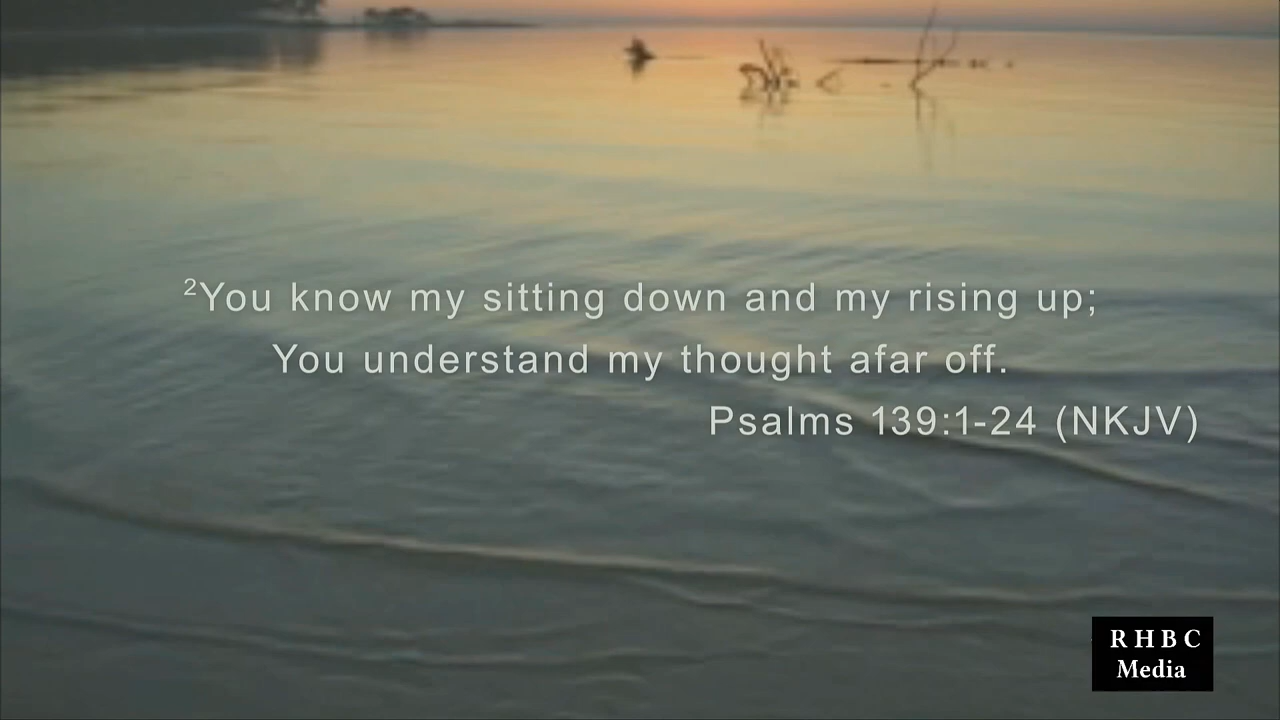 ²You know my sitting down and my rising up;
You understand my thought afar off.
Psalms 139:1-24 (NKJV)
RHBC
Media